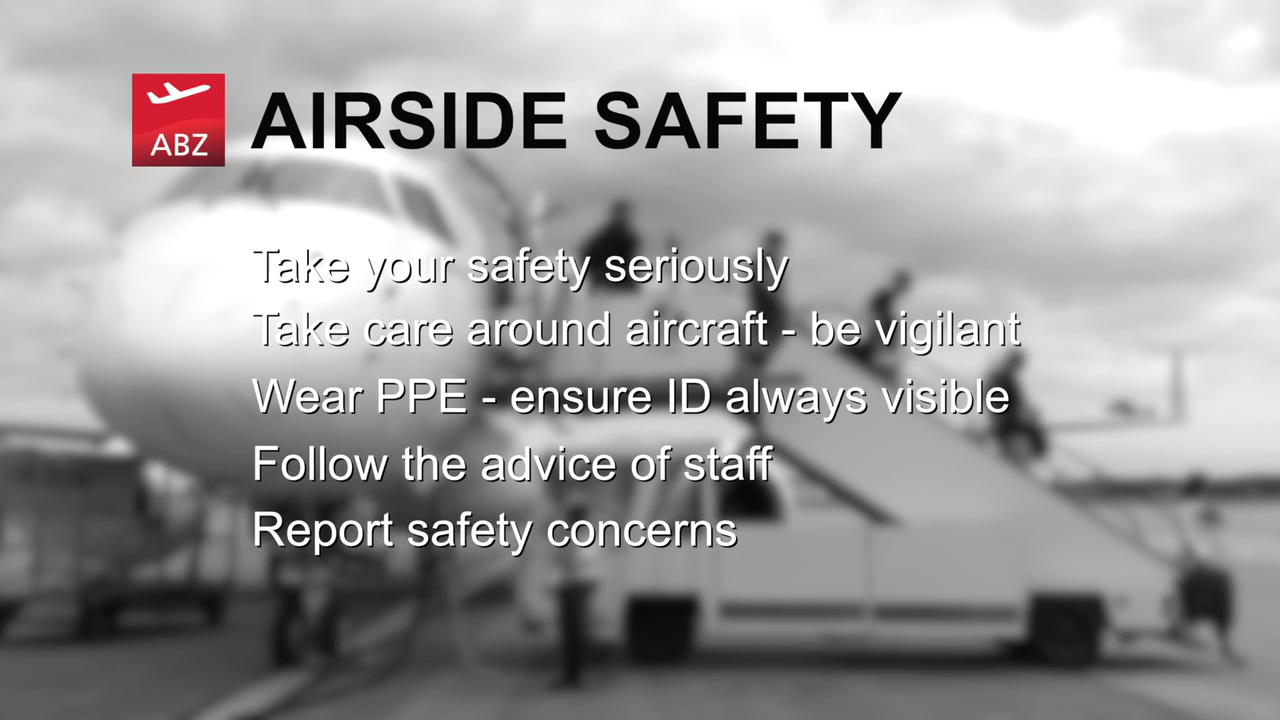 ABZ
AIRSIDE SAFETY
Take your safety seriously
Take care around aircraft - be vigilant
Wear PPE - ensure ID always visible
Follow the advice of staff
Report safety concerns